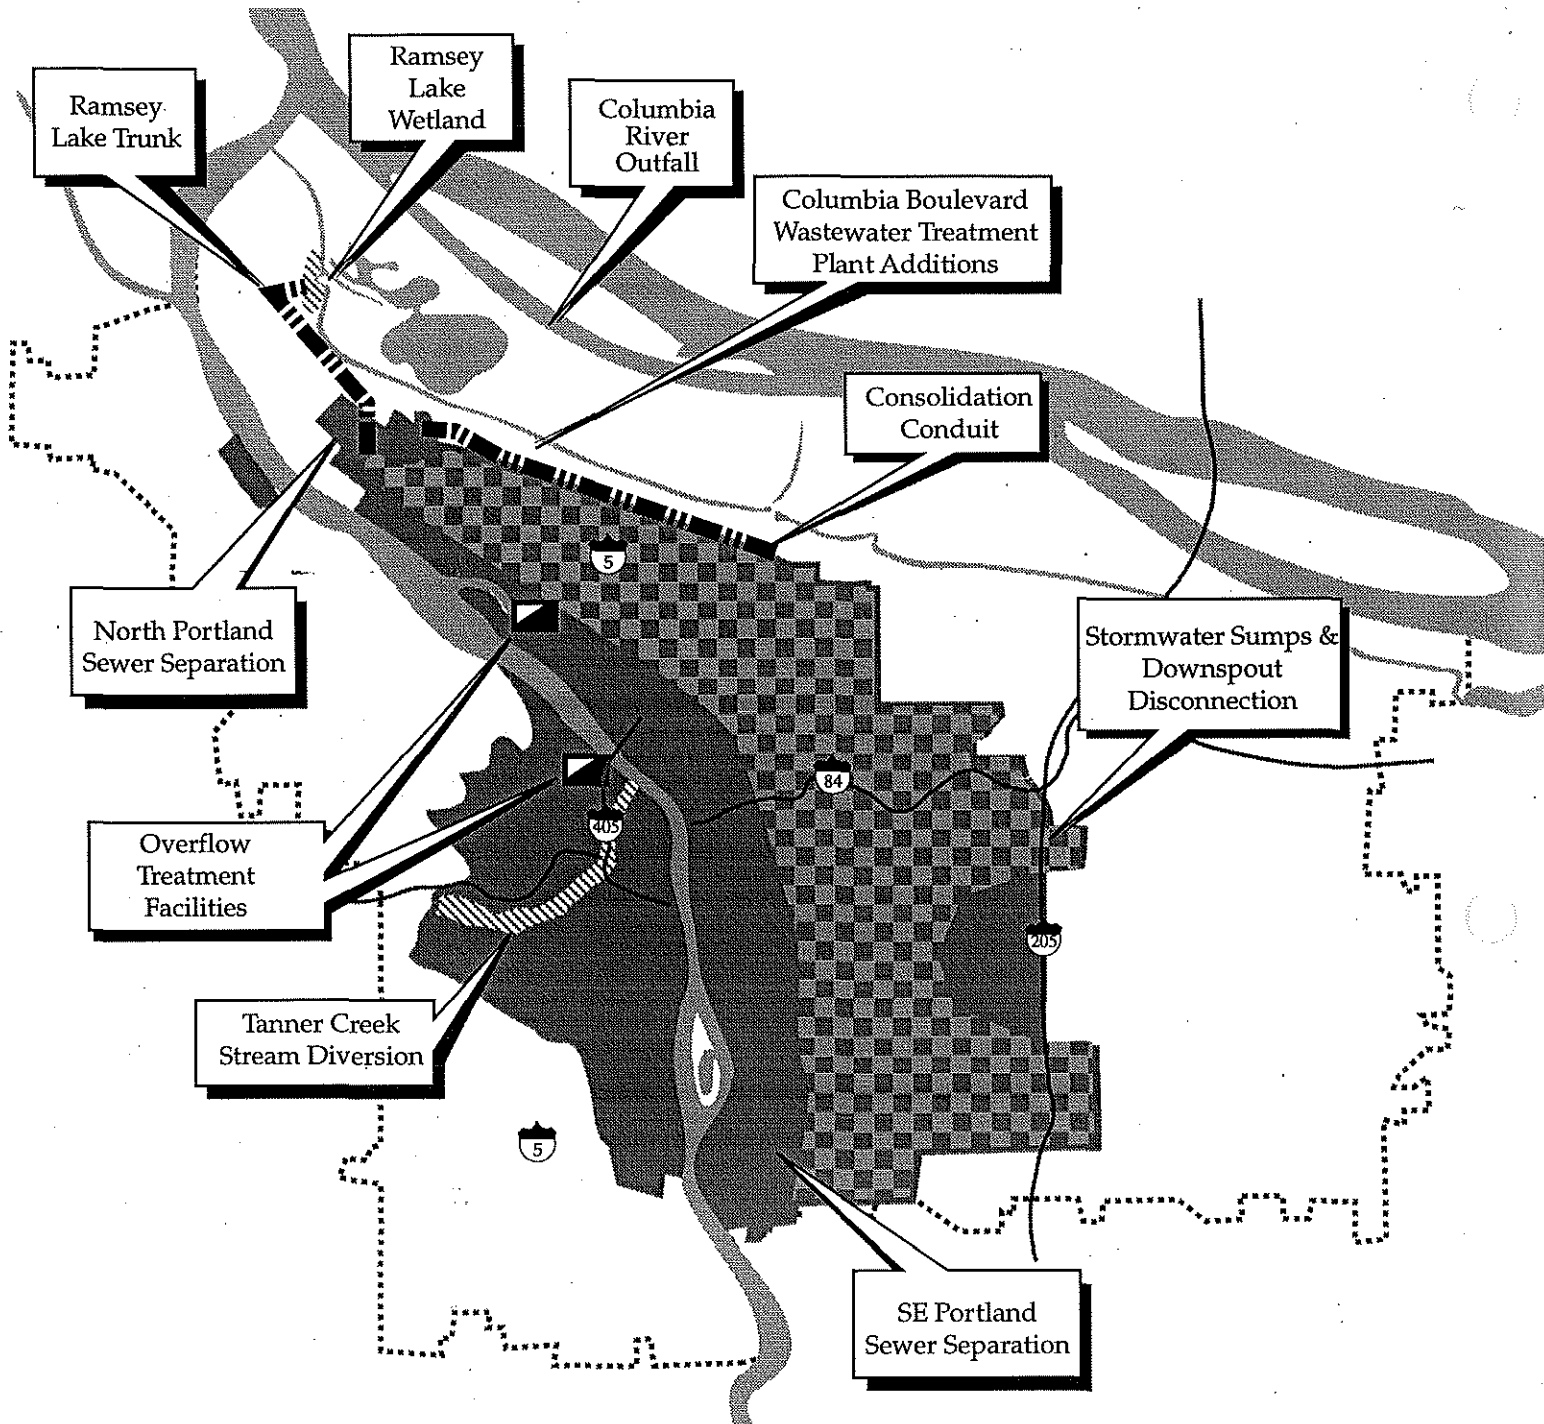 Ramsey
Lake Trunk
Ramsey
Lake
Wetland
Columbia
River
Outfall
Columbia Boulevard
Wastewater Treatment
Plant Additions
Consolidation
Conduit
5
North Portland
Sewer Separation
Stormwater Sumps &
Downspout
Disconnection
84
405
Overflow
Treatment
Facilities
205
Tanner Creek
Stream Diversion
5
SE Portland
Sewer Separation